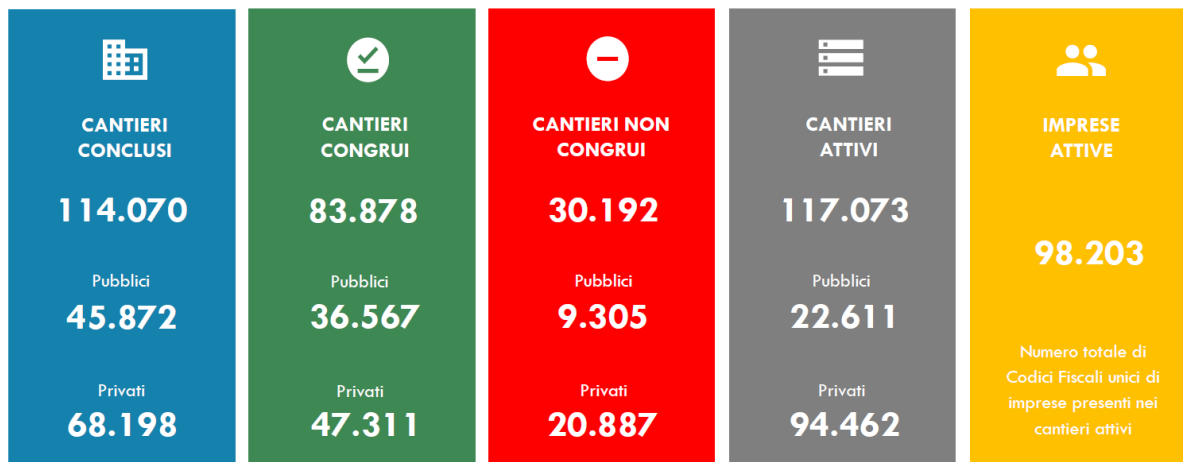 CANTIERI
CONCLUSI
114.070
Pubblici
45.872
Privati
68.198
CANTIERI
CONGRUI
83.878
Pubblici
36.567
Privati
47.311
CANTIERI NON
CONGRUI
30.192
Pubblici
9.305
Privati
20.887
CANTIERI
ATTIVI
117.073
Pubblici
22.611
Privati
94.462
IMPRESE
ATTIVE
98.203
Numero totale di
Codici Fiscali unici di
imprese presenti nei
cantieri attivi